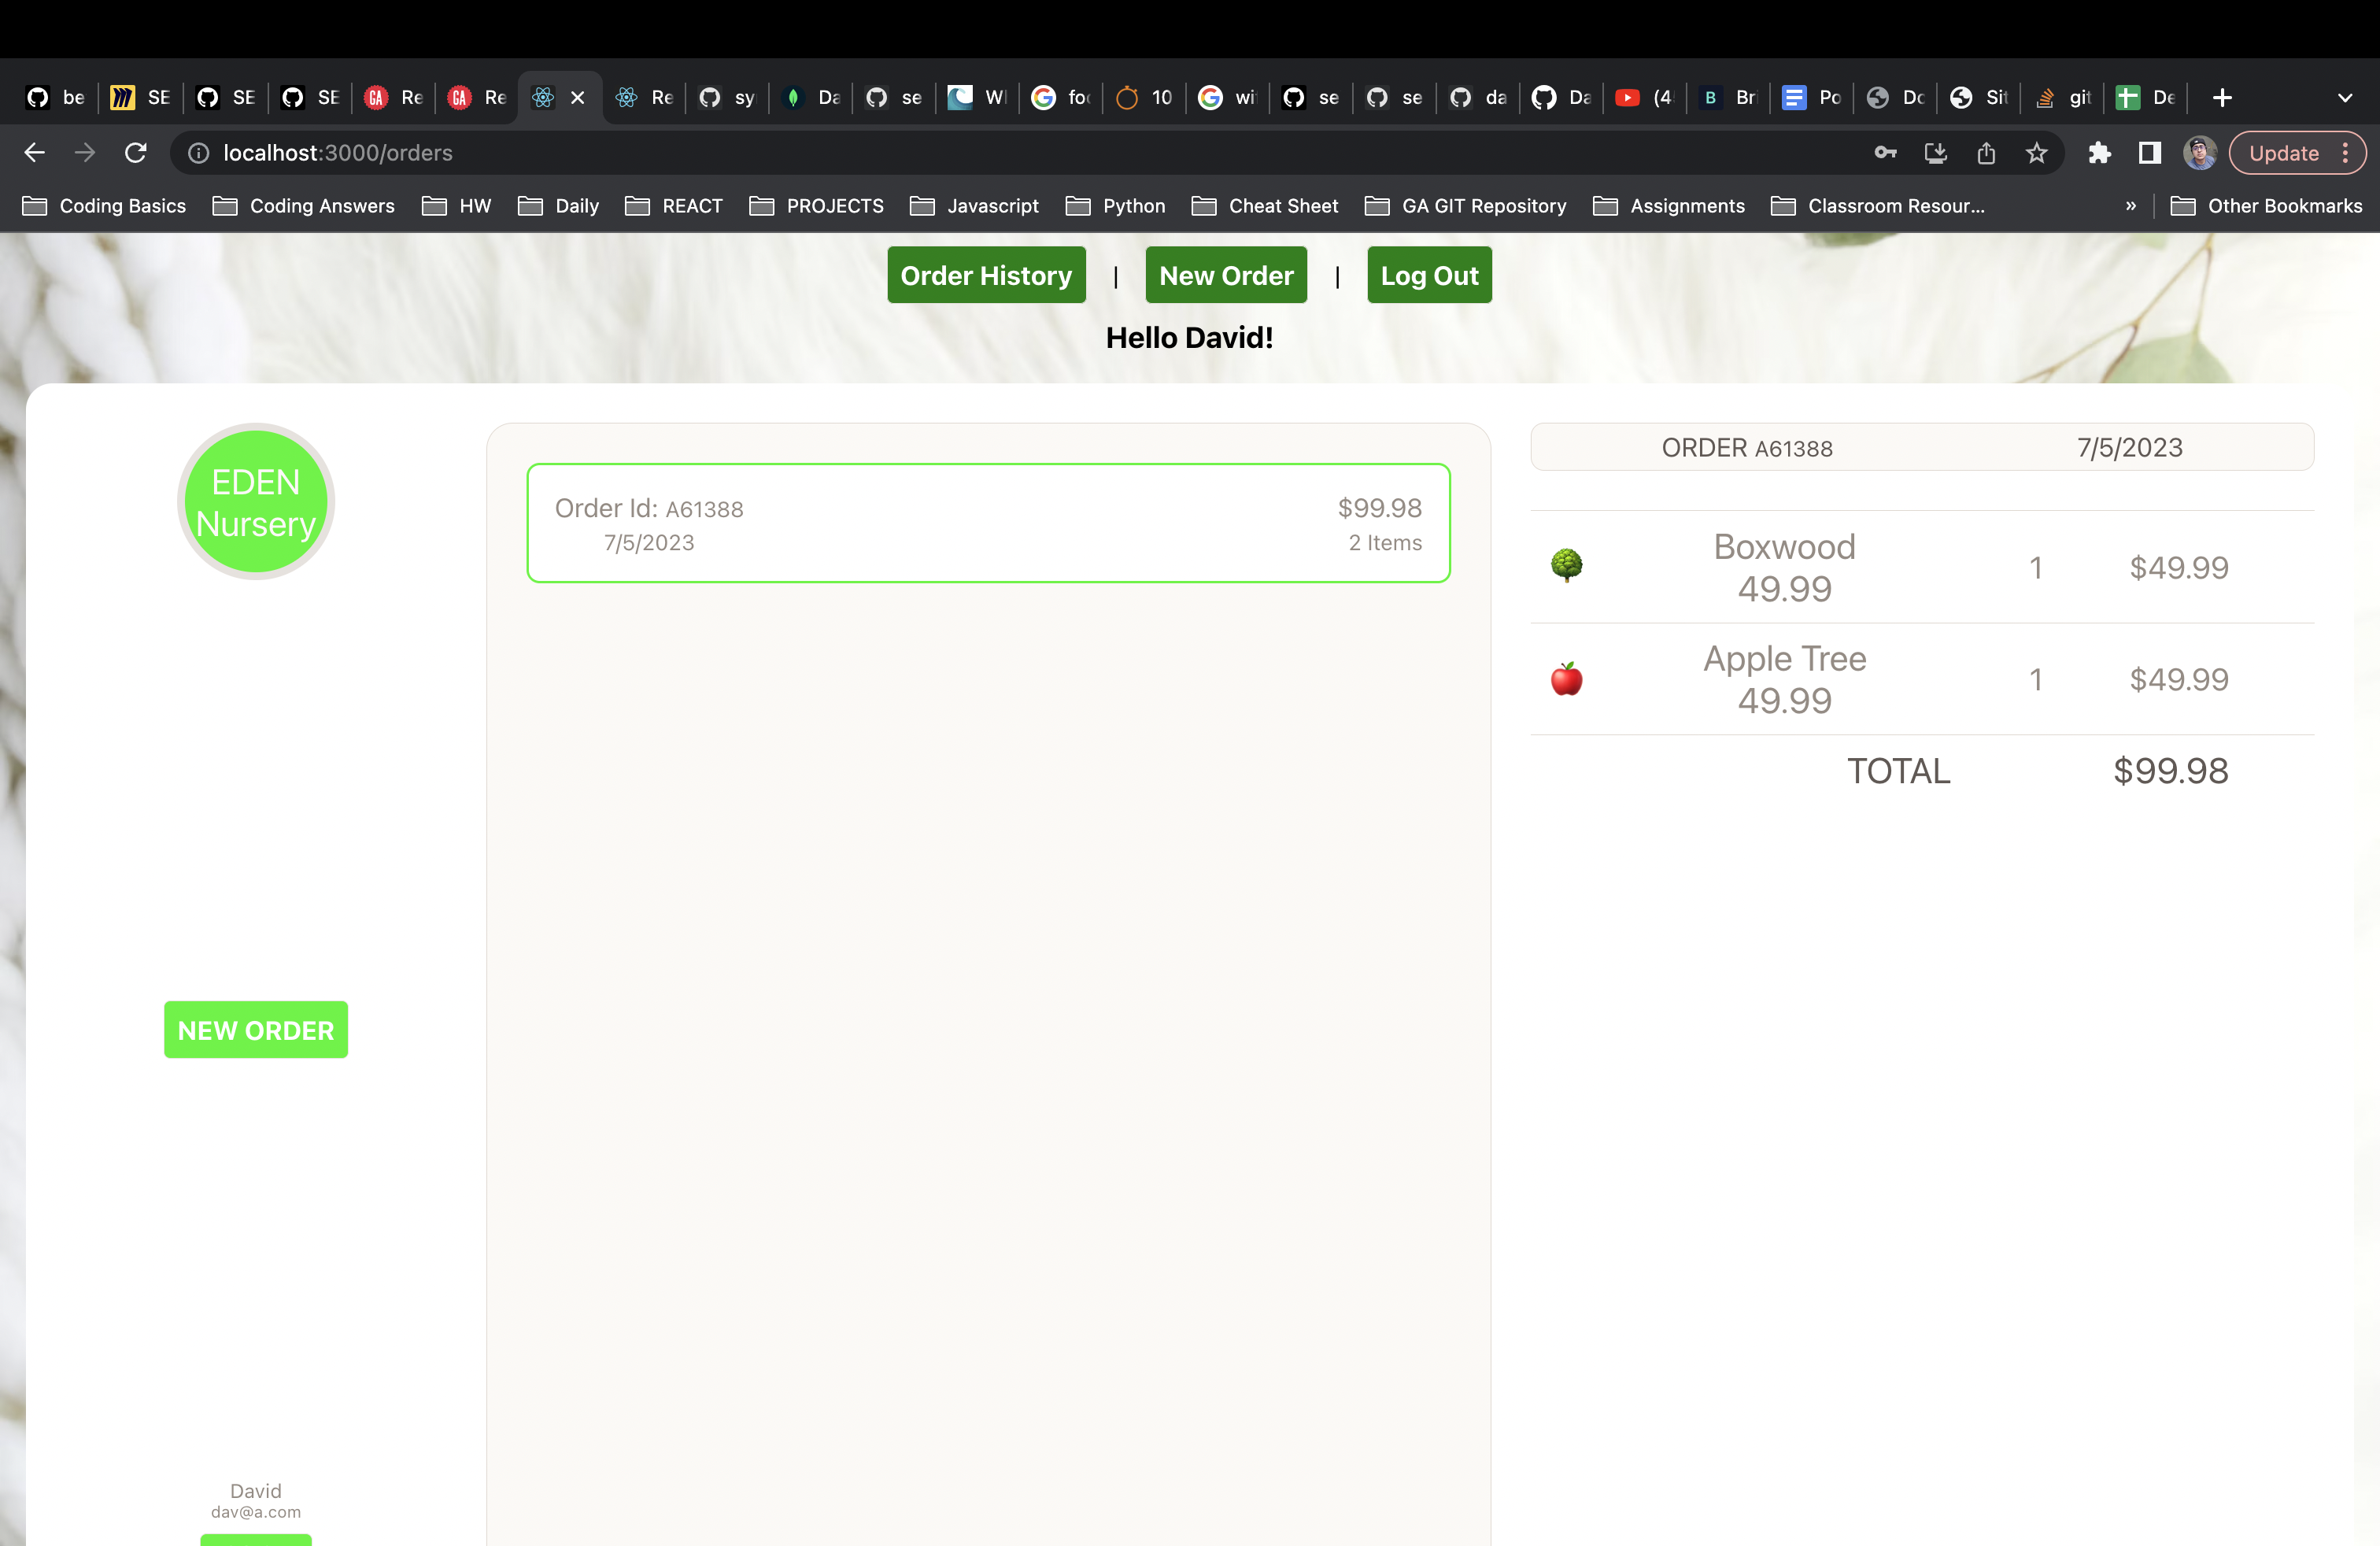 be SE SE SE Re Re Re sy Da se W foc 10 wi se se da Da (4 Bri Po Do Sit git De
localhost:3000/orders Update
Coding Basics Coding Answers HW Daily REACT PROJECTS Javascript Python Cheat Sheet GA GIT Repository Assignments Classroom Resour... » Other Bookmarks
Order History | New Order | Log Out
Hello David!
EDEN
Nursery
NEW ORDER
David
dav@a.com
Order Id: A61388 $99.98
7/5/2023 2 Items
ORDER A61388 7/5/2023
Boxwood
49.99 1 $49.99
Apple Tree
49.99 1 $49.99
TOTAL $99.98